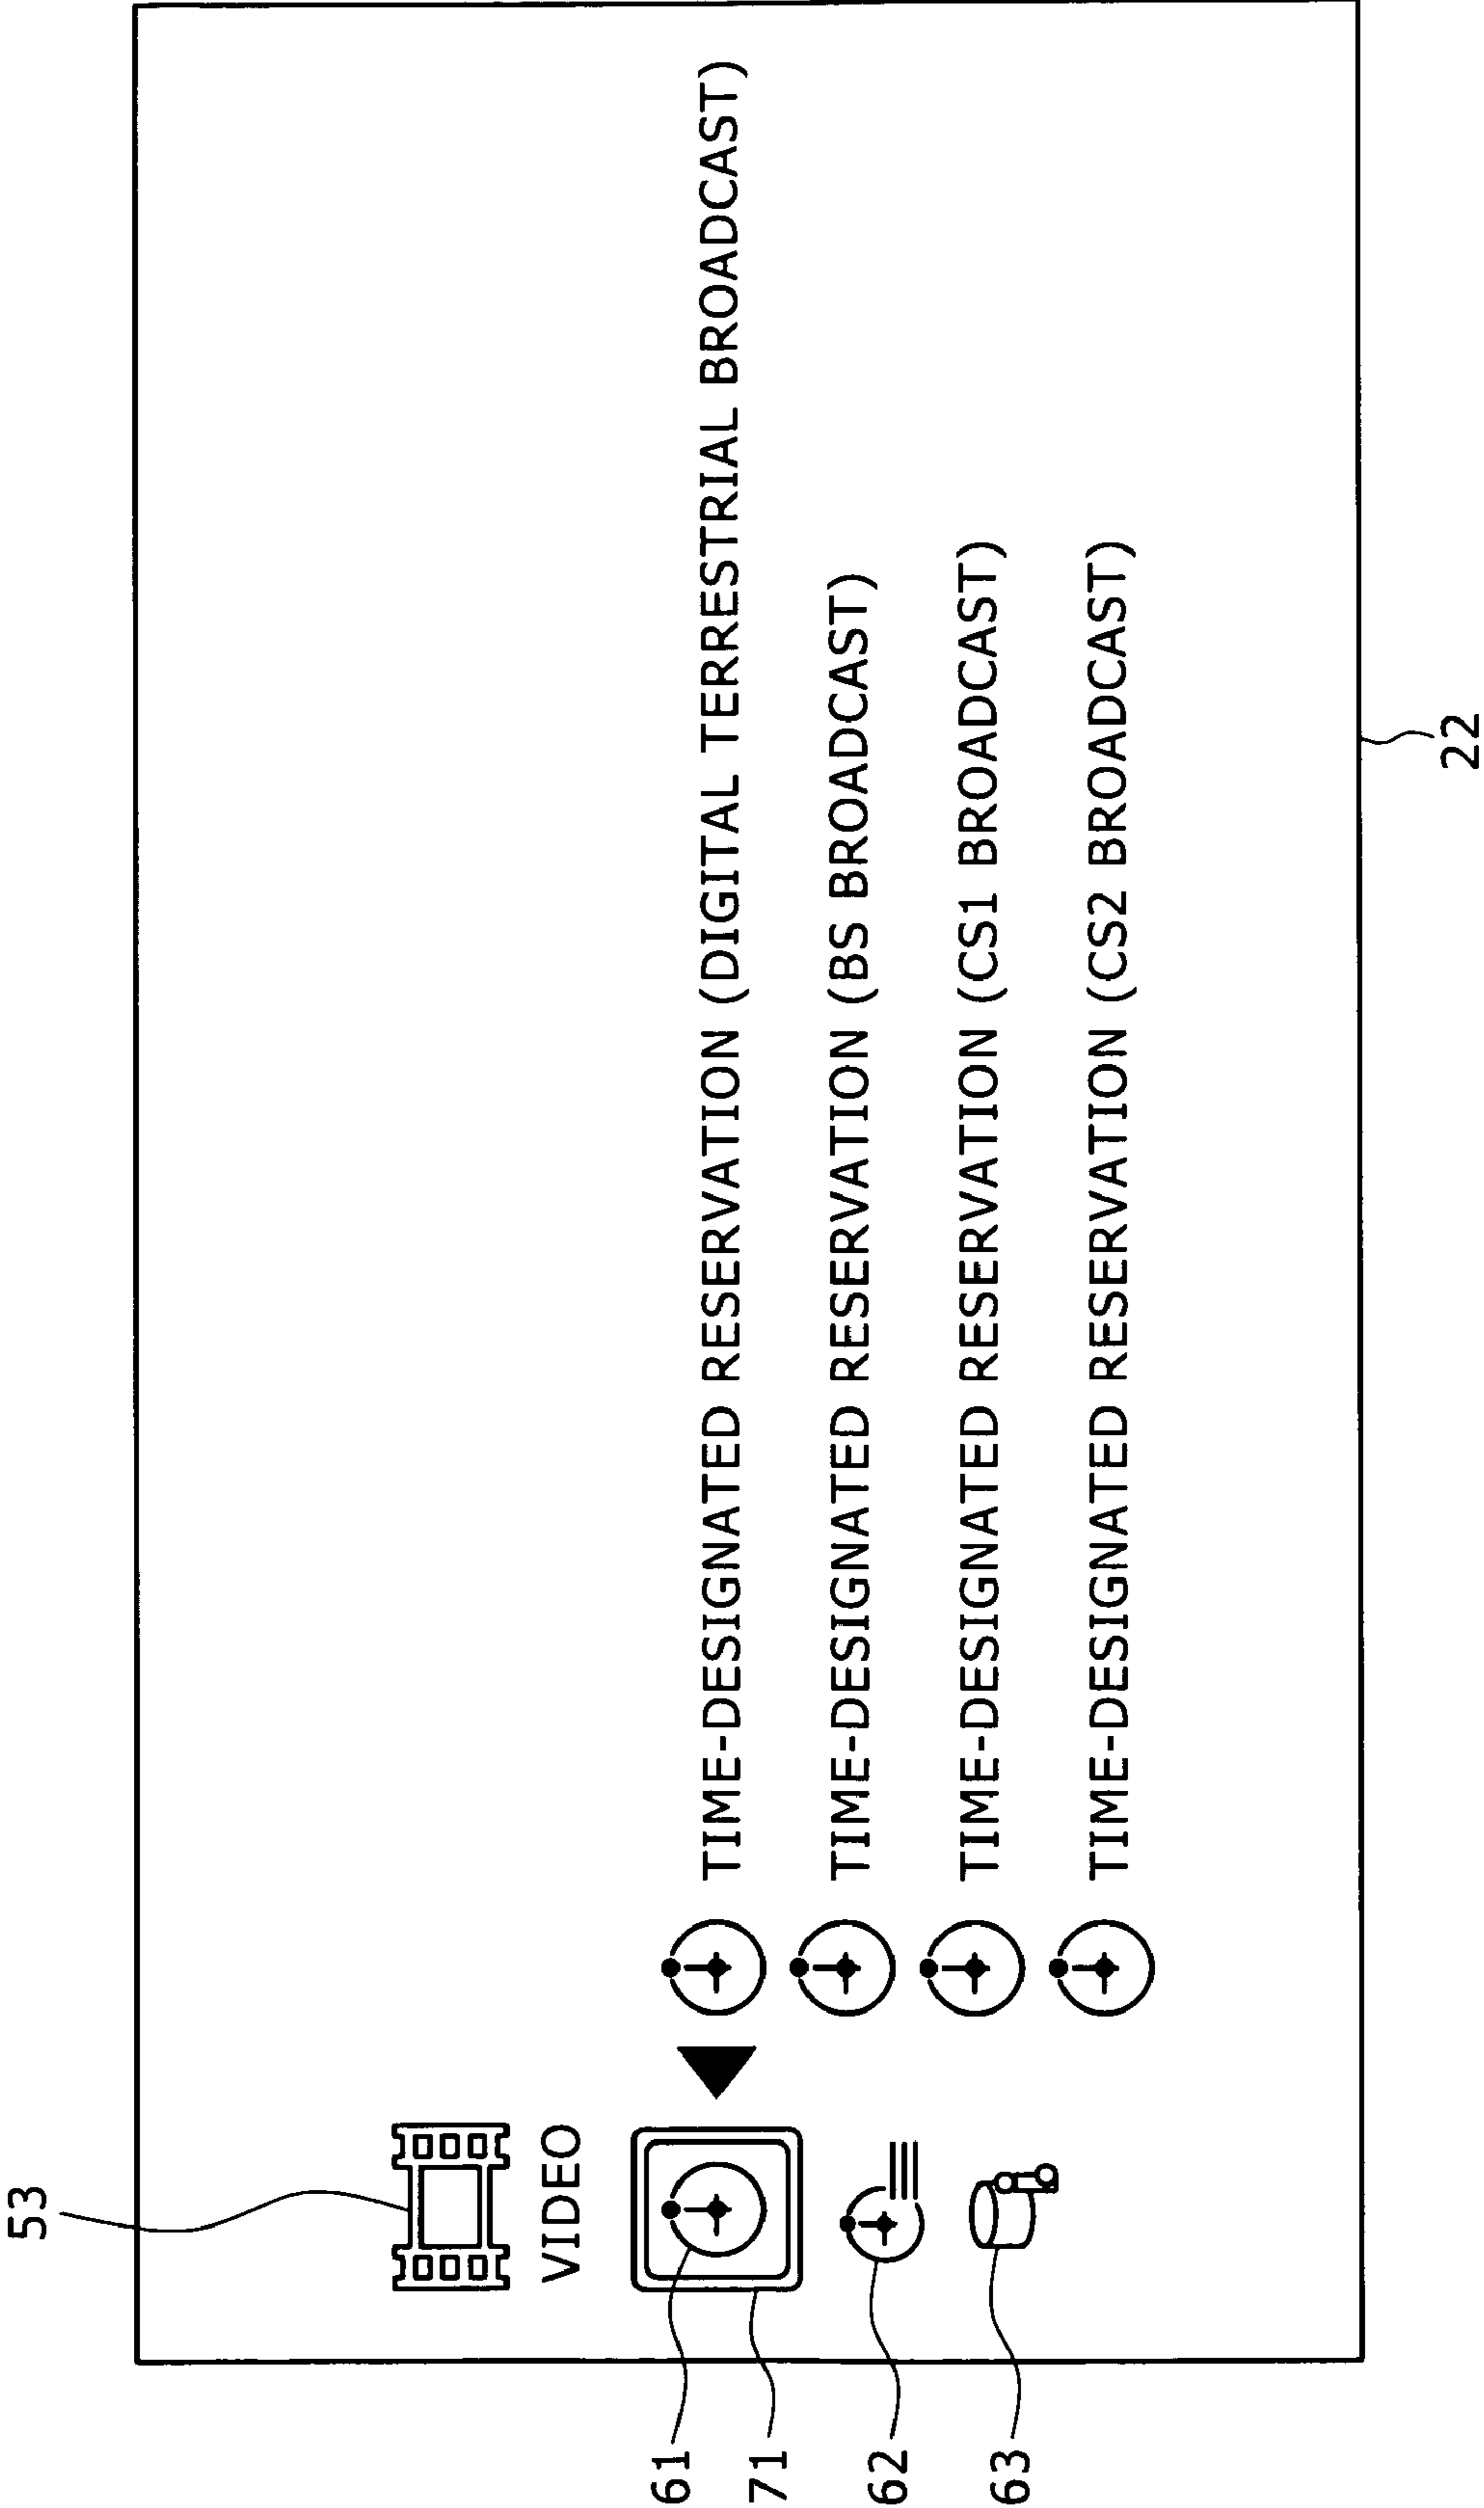 53
VIDEO
61
71
TIME-DESIGNATED RESERVATION (DIGITAL TERRESTRIAL BROADCAST)
TIME-DESIGNATED RESERVATION (BS BROADCAST)
62
TIME-DESIGNATED RESERVATION (CS1 BROADCAST)
63
TIME-DESIGNATED RESERVATION (CS2 BROADCAST)
22